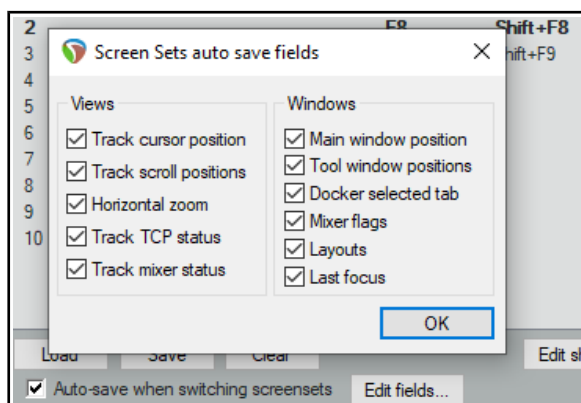 2 F8 Shift+F8
Screen Sets auto save fields
3 hift+F9
4
5 Views Windows
Track cursor position Main window position
6 Track scroll positions Tool window positions
7 Horizontal zoom Docker selected tab
8 Track TCP status Mixer flags
9 Track mixer status Layouts
10 Last focus
OK
Load Save Clear Edit sh
Auto-save when switching screensets Edit fields...